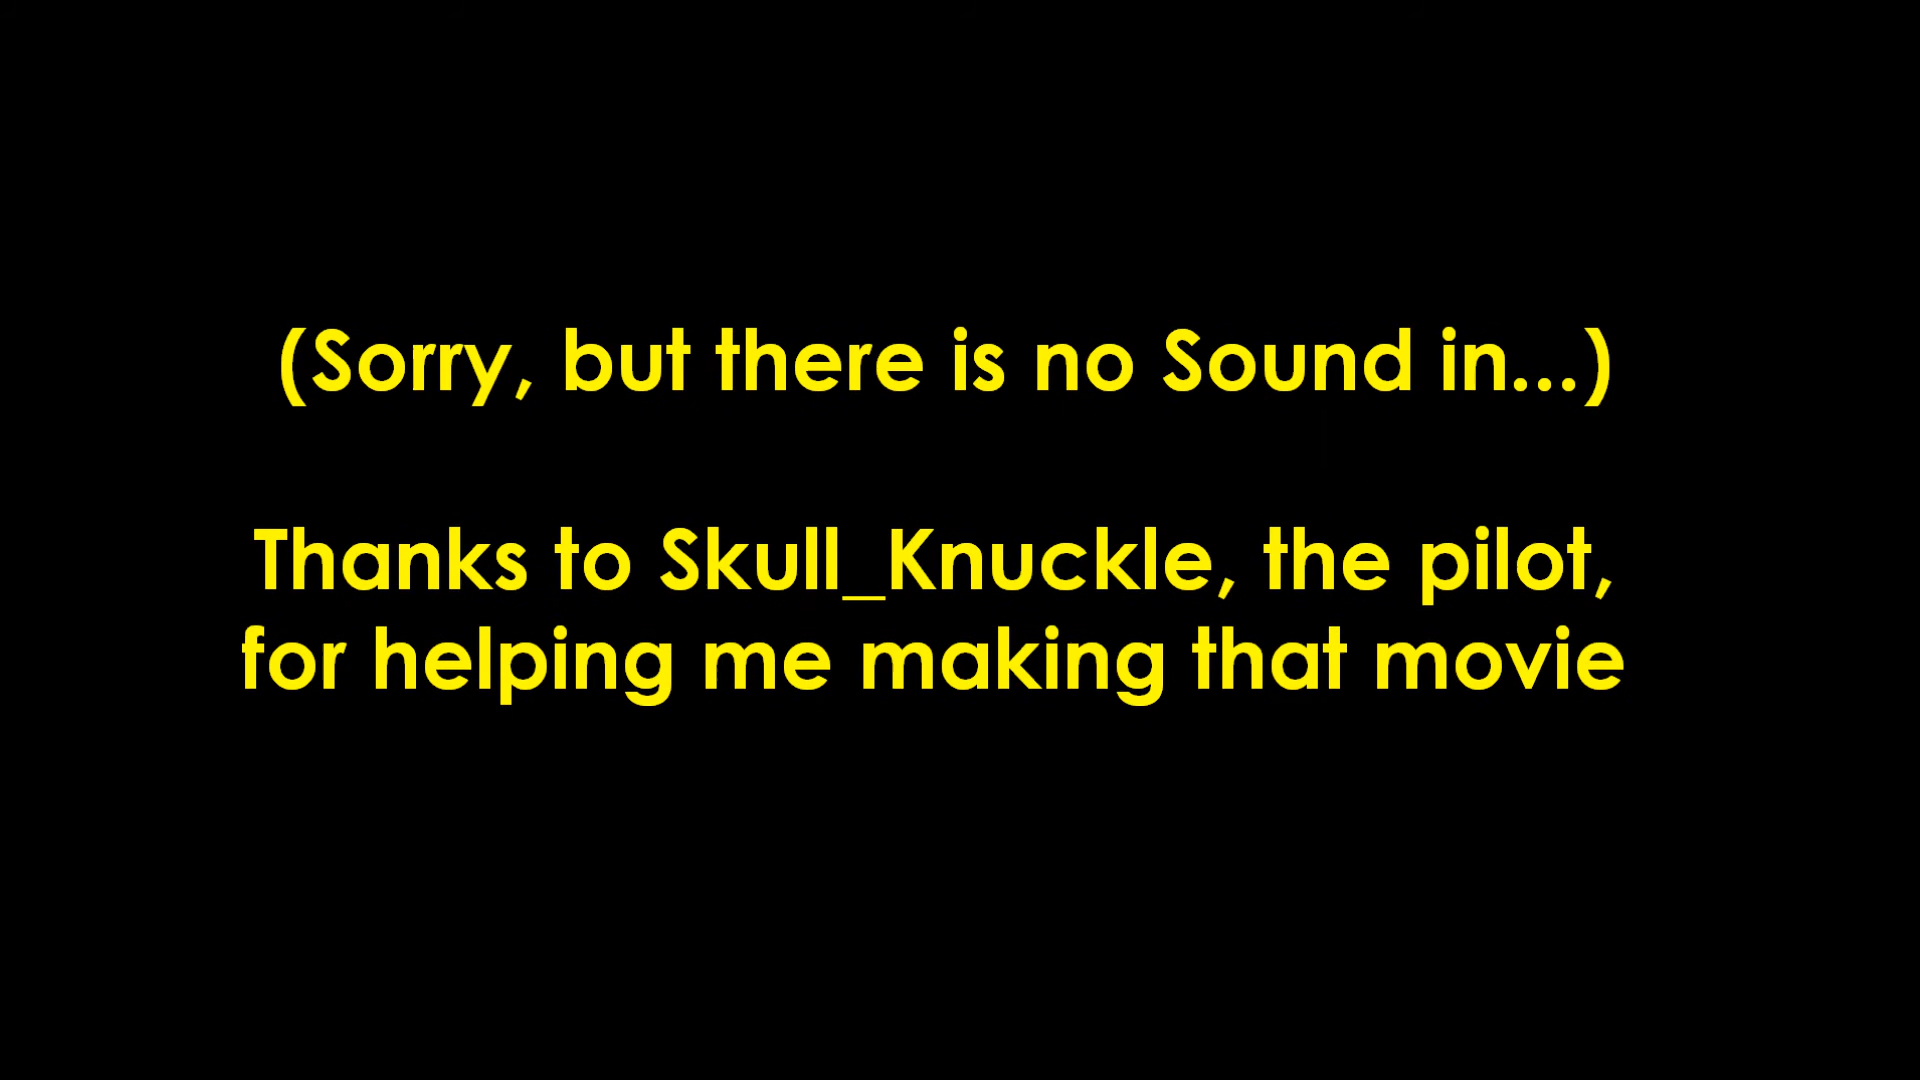 (Sorry, but there is no Sound in...)
Thanks to Skull_Knuckle, the pilot,
for helping me making that movie